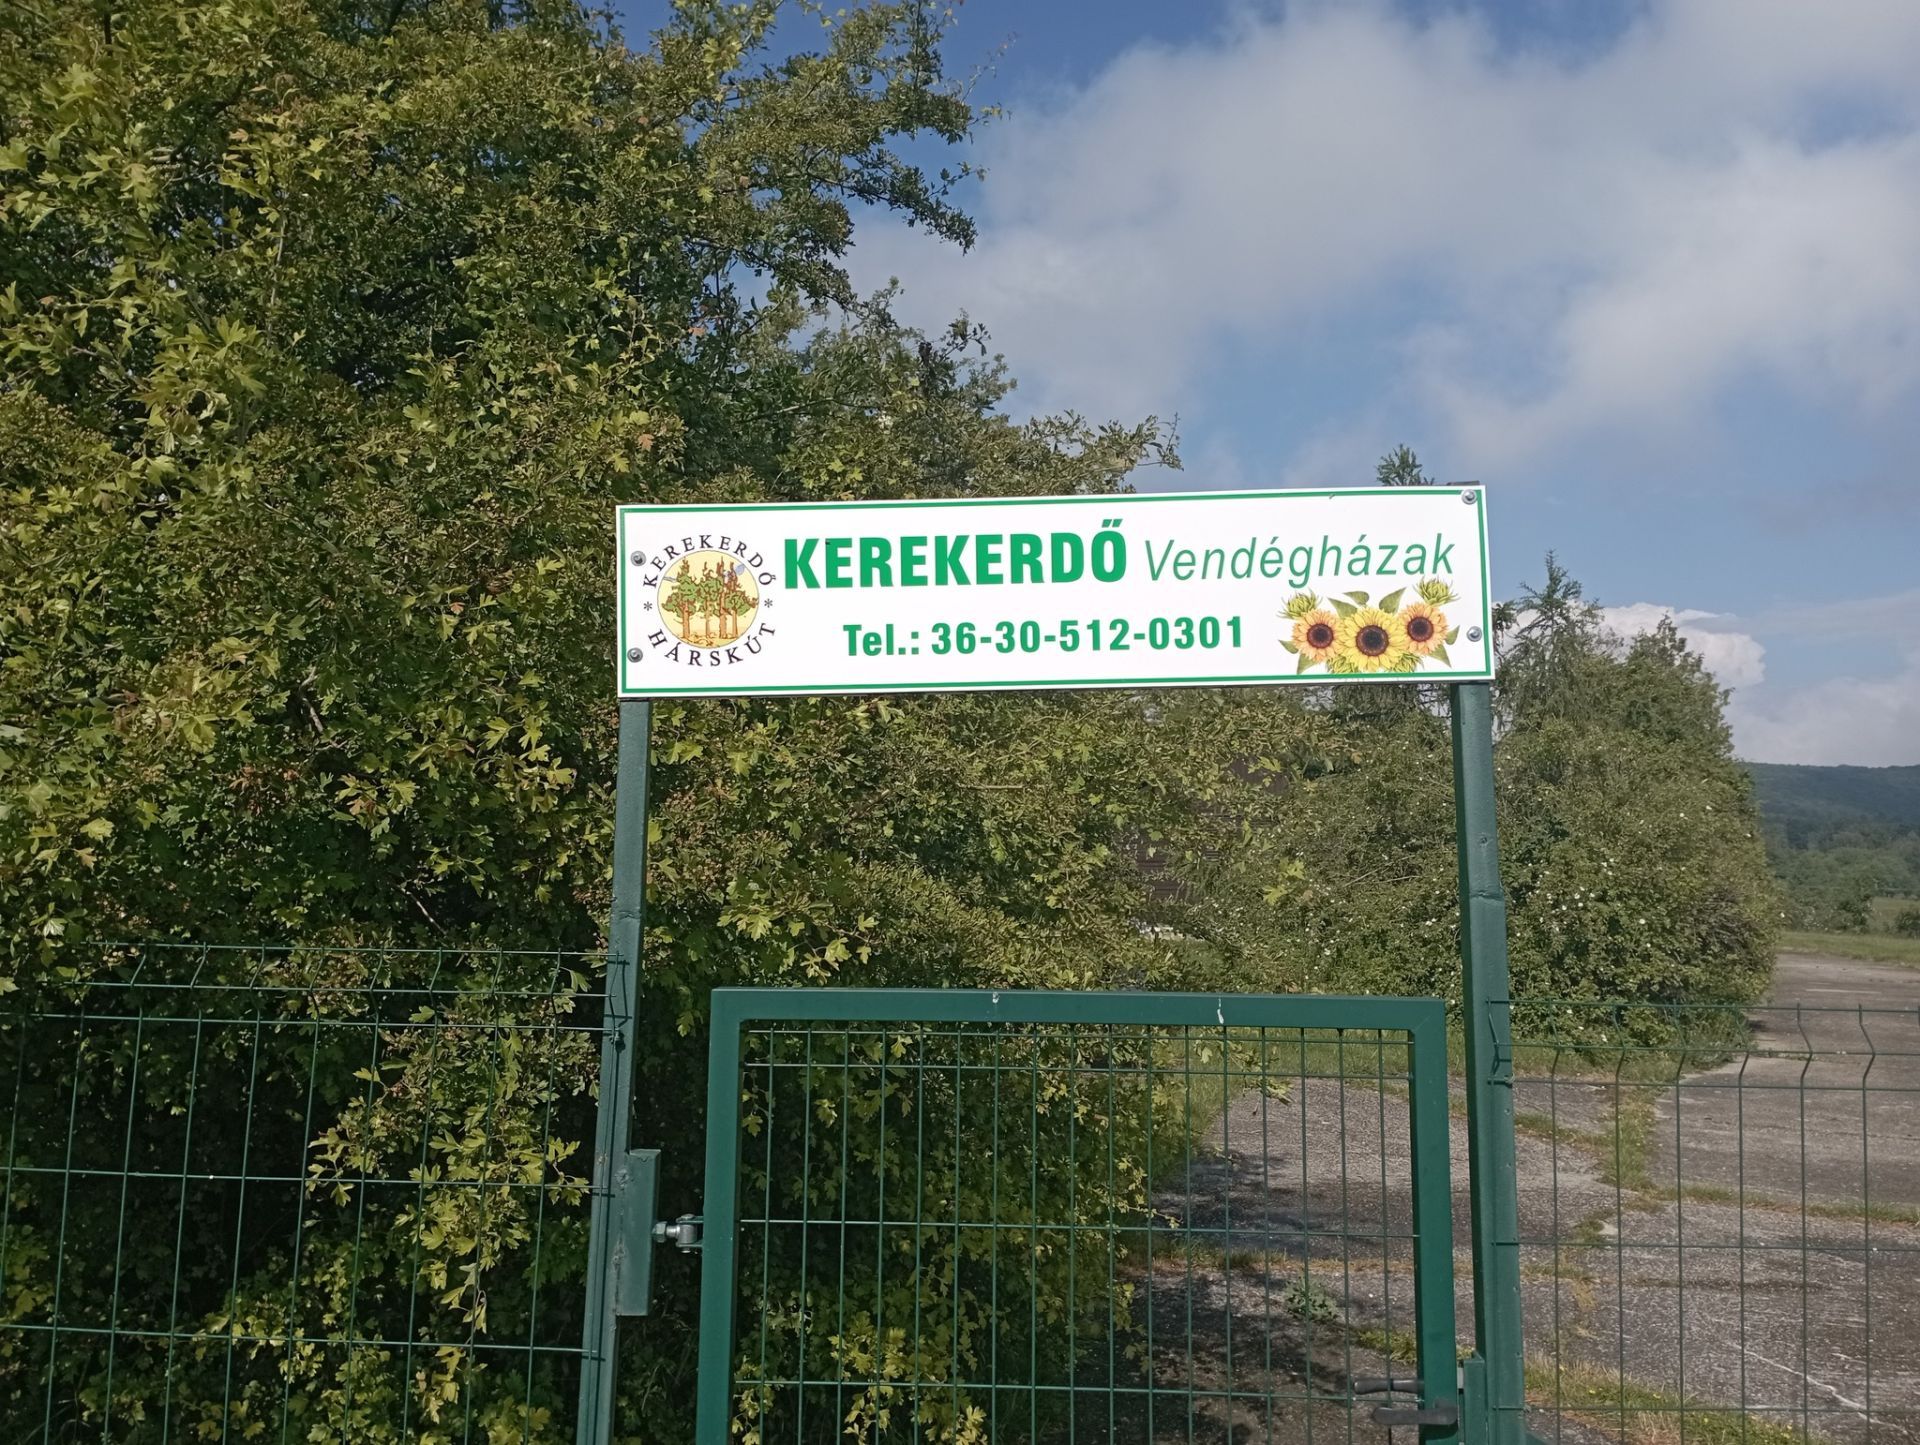 KEREKERDŐ
* HÁRSKÚT *
KEREKERDŐ Vendégházak
Tel.: 36-30-512-0301